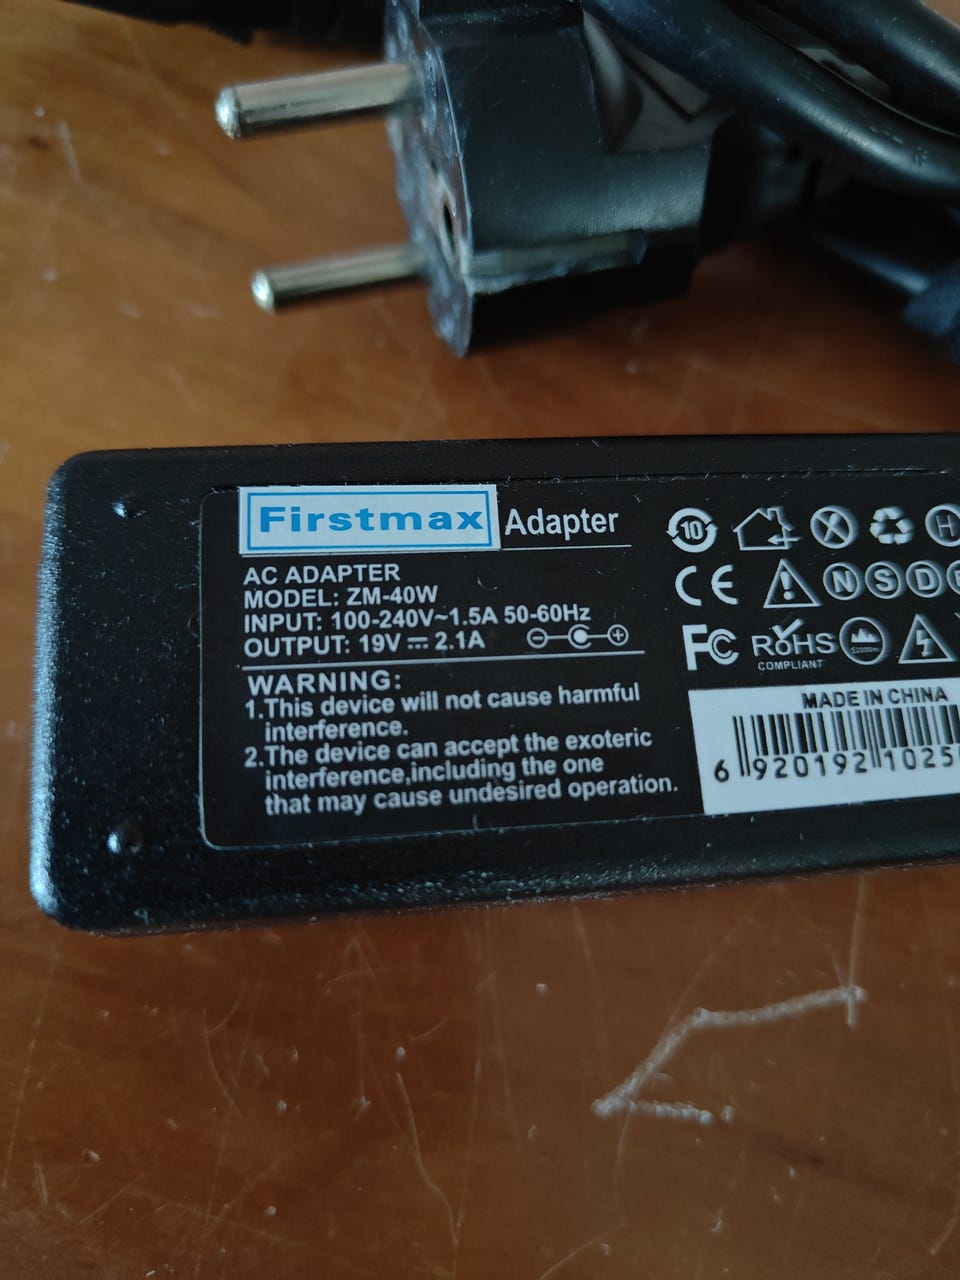 Firstmax Adapter
AC ADAPTER
MODEL: ZM-40W
INPUT: 100-240V~1.5A 50-60Hz
OUTPUT: 19V ⎓ 2.1A
WARNING:
1.This device will not cause harmful
interference.
2.The device can accept the exoteric
interference,including the one
that may cause undesired operation.
10
H
CE
N S D
FC RoHS
COMPLIANT
MADE IN CHINA
6 920192 1025